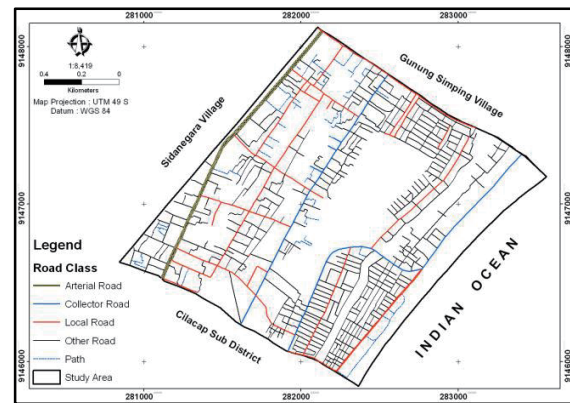 281000 282000 283000
9148000
9148000
1:8,419
0.4 0.2 0
Kilometers
Map Projection : UTM 49 S
Datum : WGS 84
Gunung Simping Village
Sidanegara Village
9147000
9147000
Legend
Road Class
Arterial Road
Collector Road
Local Road
Other Road
Path
Study Area
Cilacap Sub District
INDIAN OCEAN
9146000
9146000
281000 282000 283000